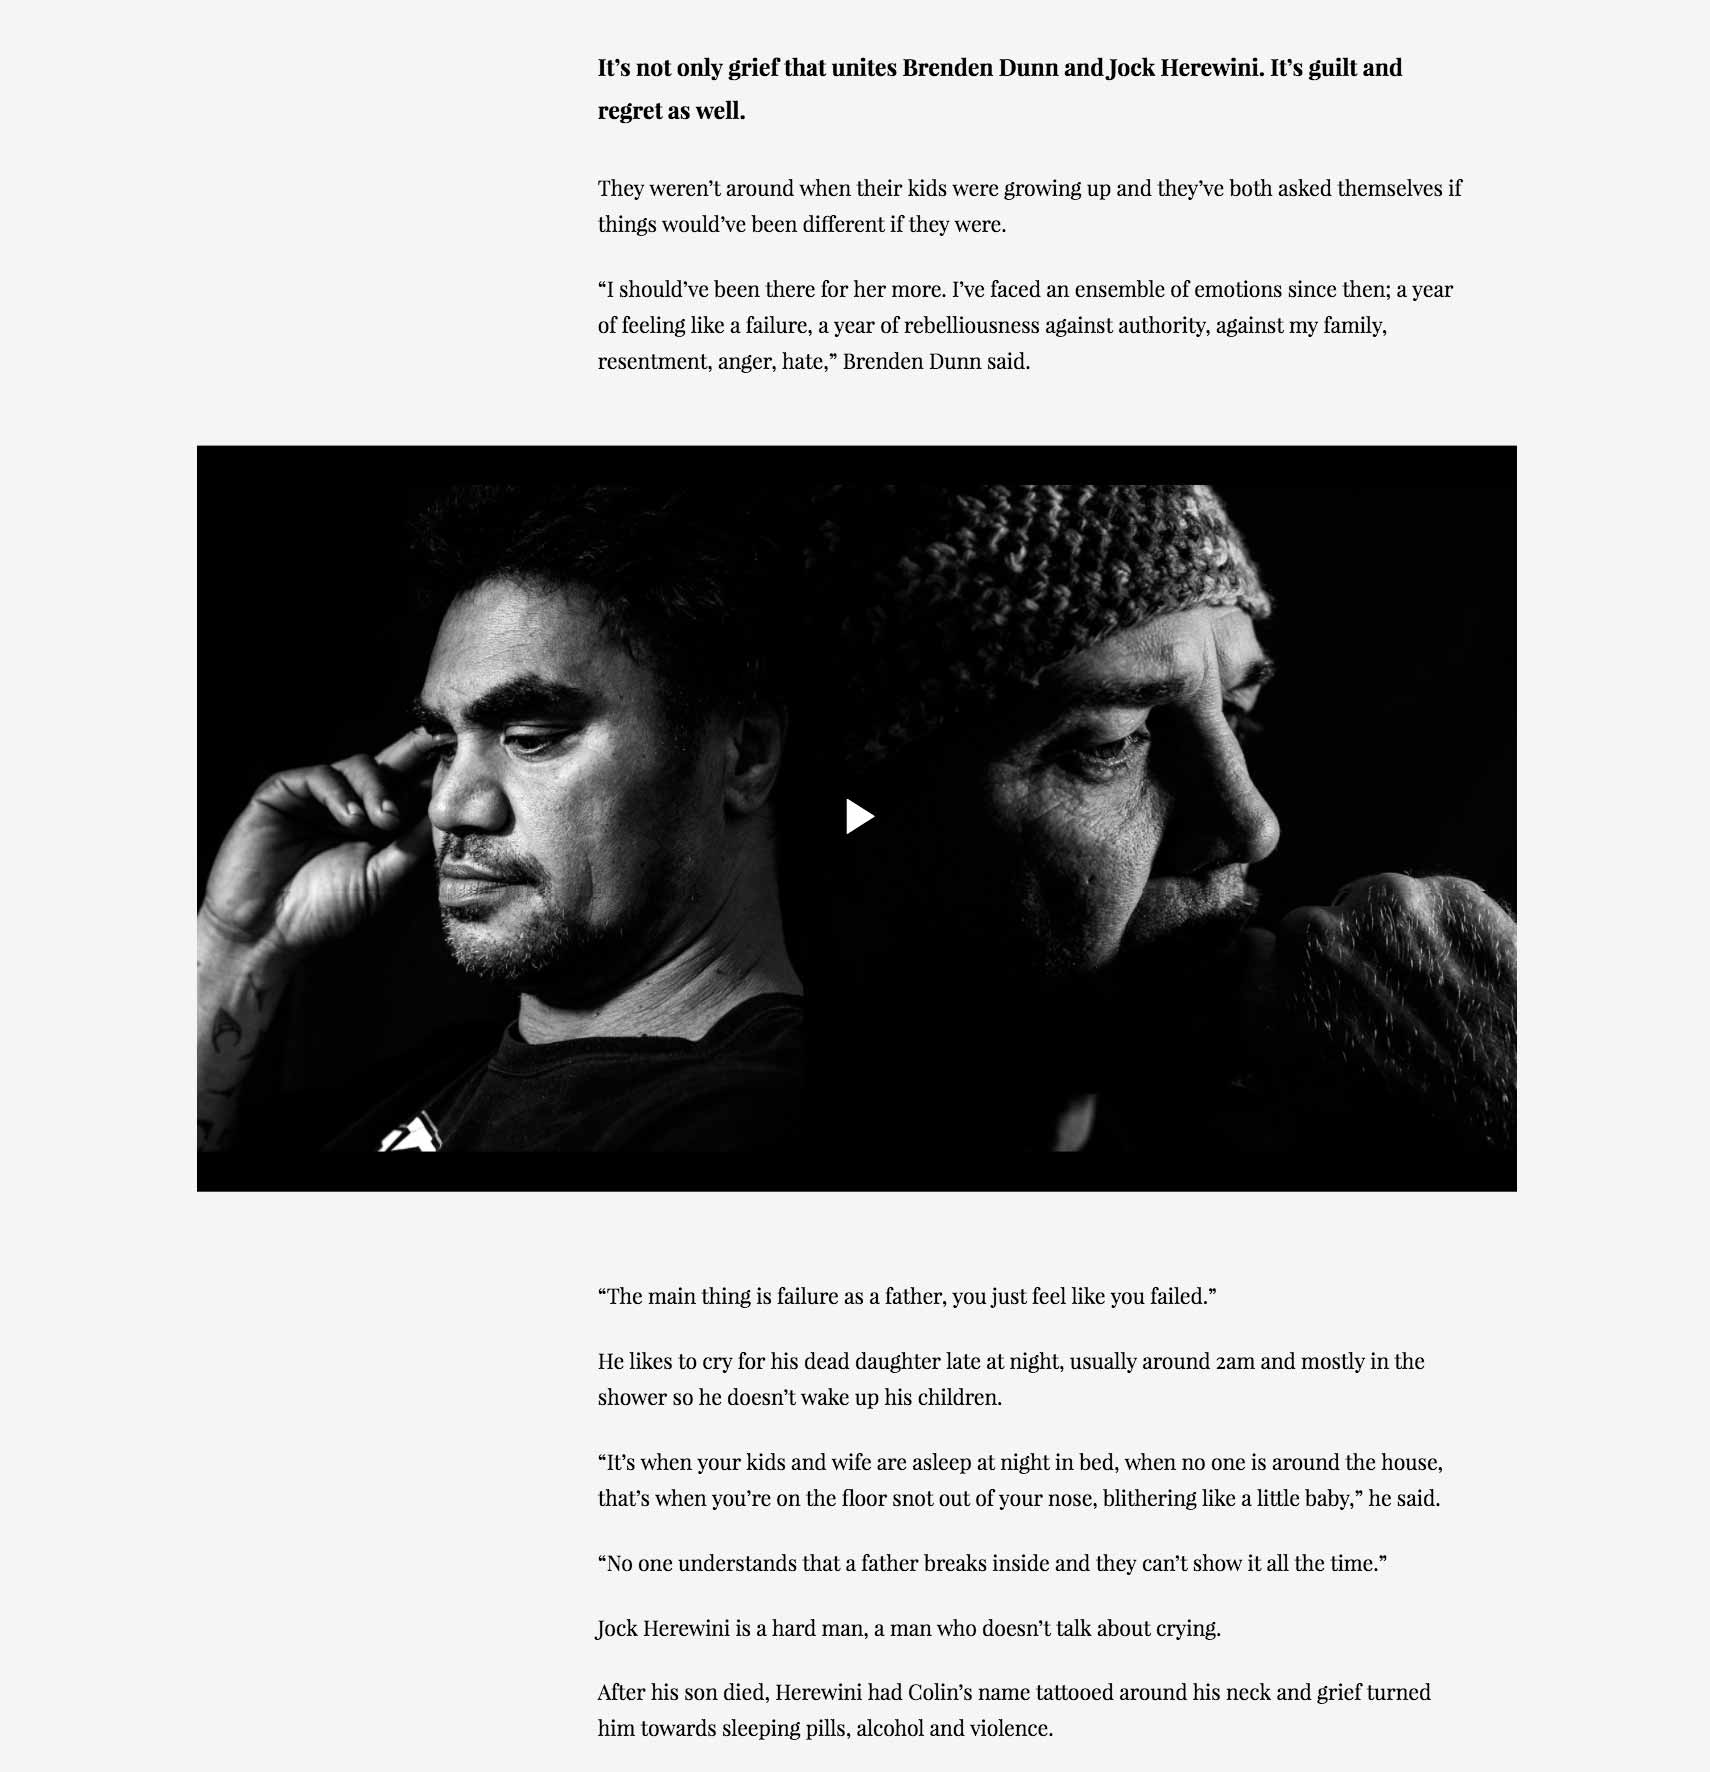 It’s not only grief that unites Brenden Dunn and Jock Herewini. It’s guilt and
regret as well.
They weren’t around when their kids were growing up and they’ve both asked themselves if
things would’ve been different if they were.
“I should’ve been there for her more. I’ve faced an ensemble of emotions since then; a year
of feeling like a failure, a year of rebelliousness against authority, against my family,
resentment, anger, hate,” Brenden Dunn said.
“The main thing is failure as a father, you just feel like you failed.”
He likes to cry for his dead daughter late at night, usually around 2am and mostly in the
shower so he doesn’t wake up his children.
“It’s when your kids and wife are asleep at night in bed, when no one is around the house,
that’s when you’re on the floor snot out of your nose, blithering like a little baby,” he said.
“No one understands that a father breaks inside and they can’t show it all the time.”
Jock Herewini is a hard man, a man who doesn’t talk about crying.
After his son died, Herewini had Colin’s name tattooed around his neck and grief turned
him towards sleeping pills, alcohol and violence.